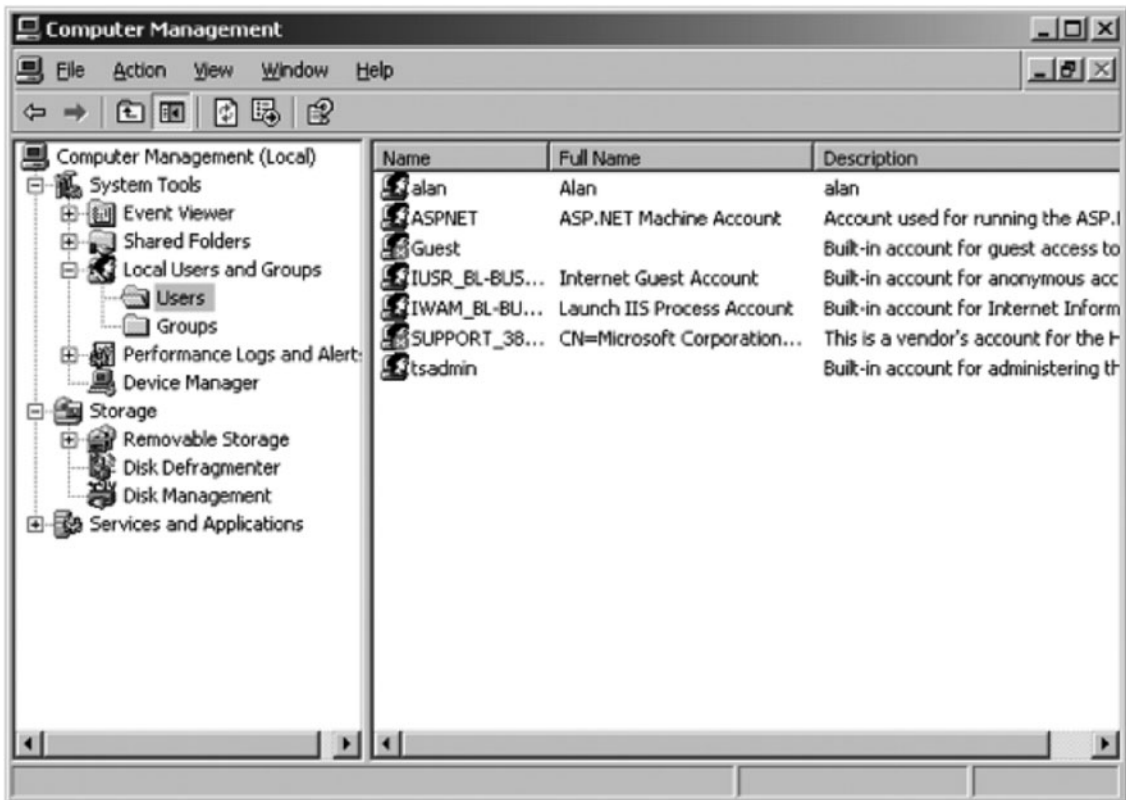 Computer Management
File Action View Window Help
Computer Management (Local)
System Tools
Event Viewer
Shared Folders
Local Users and Groups
Users
Groups
Performance Logs and Alert
Device Manager
Storage
Removable Storage
Disk Defragmenter
Disk Management
Services and Applications
Name Full Name Description
alan Alan alan
ASPNET ASP.NET Machine Account Account used for running the ASP.
Guest Built-in account for guest access to
IUSR_BL-BUS... Internet Guest Account Built-in account for anonymous acc
IWAM_BL-BU... Launch IIS Process Account Built-in account for Internet Inform
SUPPORT_38... CN=Microsoft Corporation... This is a vendor's account for the H
tsadmin Built-in account for administering th